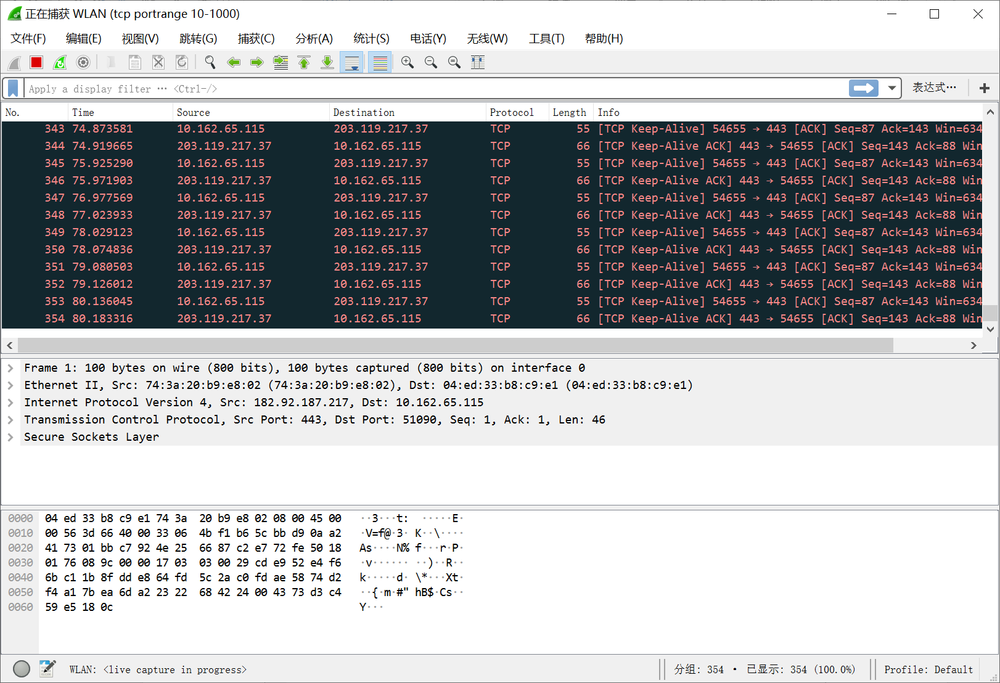 正在捕获 WLAN (tcp portrange 10-1000)
文件(F) 编辑(E) 视图(V) 跳转(G) 捕获(C) 分析(A) 统计(S) 电话(Y) 无线(W) 工具(T) 帮助(H)
Apply a display filter … <Ctrl-/> 表达式…
No. Time Source Destination Protocol Length Info
343 74.873581 10.162.65.115 203.119.217.37 TCP 55 [TCP Keep-Alive] 54655 → 443 [ACK] Seq=87 Ack=143 Win=634
344 74.919665 203.119.217.37 10.162.65.115 TCP 66 [TCP Keep-Alive ACK] 443 → 54655 [ACK] Seq=143 Ack=88 Win
345 75.925290 10.162.65.115 203.119.217.37 TCP 55 [TCP Keep-Alive] 54655 → 443 [ACK] Seq=87 Ack=143 Win=634
346 75.971903 203.119.217.37 10.162.65.115 TCP 66 [TCP Keep-Alive ACK] 443 → 54655 [ACK] Seq=143 Ack=88 Win
347 76.977569 10.162.65.115 203.119.217.37 TCP 55 [TCP Keep-Alive] 54655 → 443 [ACK] Seq=87 Ack=143 Win=634
348 77.023933 203.119.217.37 10.162.65.115 TCP 66 [TCP Keep-Alive ACK] 443 → 54655 [ACK] Seq=143 Ack=88 Win
349 78.029123 10.162.65.115 203.119.217.37 TCP 55 [TCP Keep-Alive] 54655 → 443 [ACK] Seq=87 Ack=143 Win=634
350 78.074836 203.119.217.37 10.162.65.115 TCP 66 [TCP Keep-Alive ACK] 443 → 54655 [ACK] Seq=143 Ack=88 Win
351 79.080503 10.162.65.115 203.119.217.37 TCP 55 [TCP Keep-Alive] 54655 → 443 [ACK] Seq=87 Ack=143 Win=634
352 79.126012 203.119.217.37 10.162.65.115 TCP 66 [TCP Keep-Alive ACK] 443 → 54655 [ACK] Seq=143 Ack=88 Win
353 80.136045 10.162.65.115 203.119.217.37 TCP 55 [TCP Keep-Alive] 54655 → 443 [ACK] Seq=87 Ack=143 Win=634
354 80.183316 203.119.217.37 10.162.65.115 TCP 66 [TCP Keep-Alive ACK] 443 → 54655 [ACK] Seq=143 Ack=88 Win
Frame 1: 100 bytes on wire (800 bits), 100 bytes captured (800 bits) on interface 0
Ethernet II, Src: 74:3a:20:b9:e8:02 (74:3a:20:b9:e8:02), Dst: 04:ed:33:b8:c9:e1 (04:ed:33:b8:c9:e1)
Internet Protocol Version 4, Src: 182.92.187.217, Dst: 10.162.65.115
Transmission Control Protocol, Src Port: 443, Dst Port: 51090, Seq: 1, Ack: 1, Len: 46
Secure Sockets Layer
0000 04 ed 33 b8 c9 e1 74 3a 20 b9 e8 02 08 00 45 00 ··3···t: ·····E·
0010 00 56 3d 66 40 00 33 06 4b f1 b6 5c bb d9 0a a2 ·V=f@·3· K··\····
0020 41 73 01 bb c7 92 4e 25 66 87 c2 e7 72 fe 50 18 As····N% f···r·P·
0030 01 76 08 9c 00 00 17 03 03 00 29 cd e9 52 e4 f6 ·v······ ··)··R··
0040 6b c1 1b 8f dd e8 64 fd 5c 2a c0 fd ae 58 74 d2 k·····d· \*···Xt·
0050 f4 a1 7b ea 6d a2 23 22 68 42 24 00 43 73 d3 c4 ··{·m·#" hB$·Cs··
0060 59 e5 18 0c Y···
WLAN: <live capture in progress> 分组: 354 · 已显示: 354 (100.0%) Profile: Default